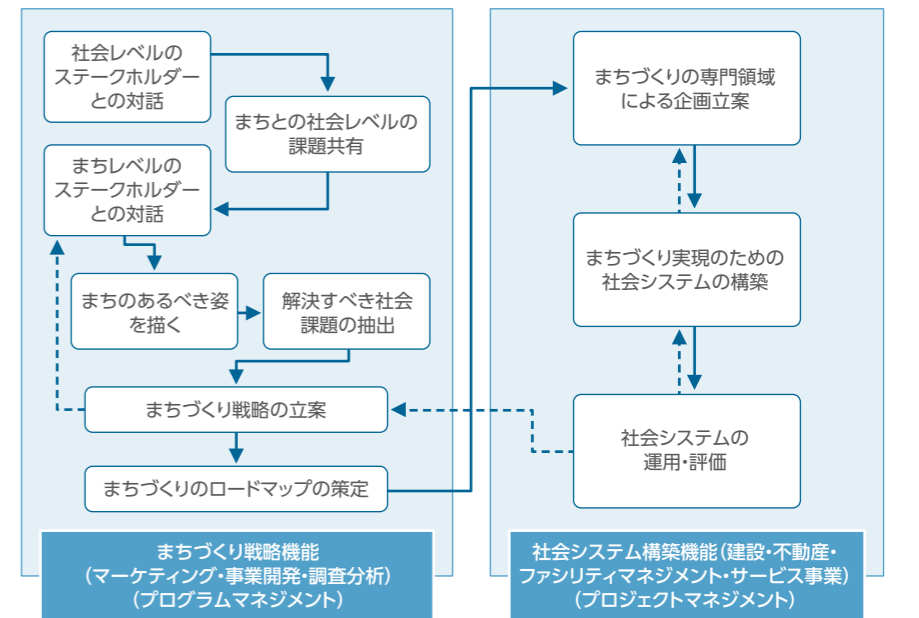 社会レベルの
ステークホルダー
との対話
まちとの社会レベルの
課題共有
まちレベルの
ステークホルダー
との対話
まちのあるべき姿
を描く
解決すべき社会
課題の抽出
まちづくり戦略の立案
まちづくりのロードマップの策定
まちづくり戦略機能
(マーケティング・事業開発・調査分析)
(プログラムマネジメント)
まちづくりの専門領域
による企画立案
まちづくり実現のための
社会システムの構築
社会システムの
運用・評価
社会システム構築機能(建設・不動産・
ファシリティマネジメント・サービス事業)
(プロジェクトマネジメント)